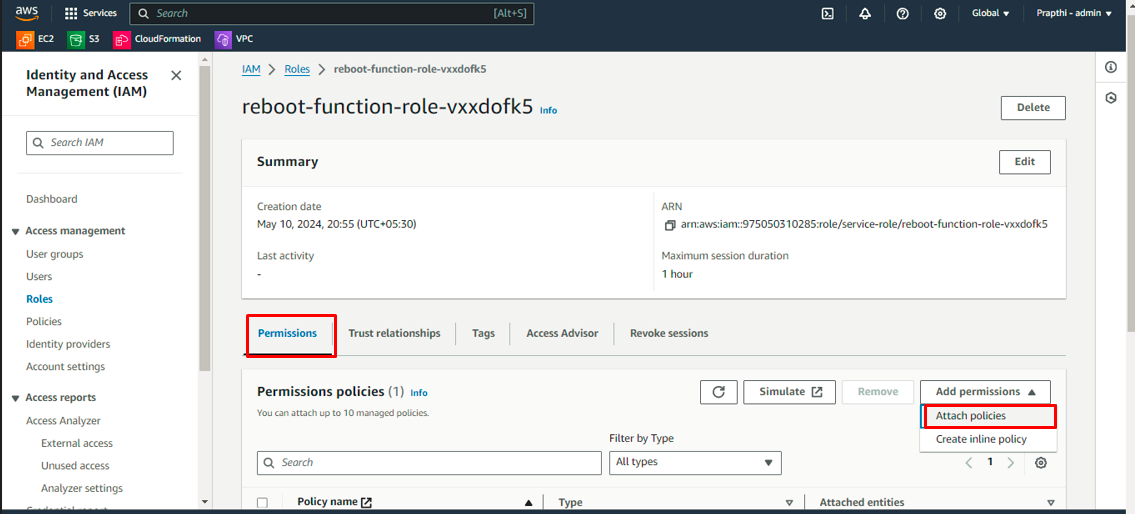 aws
Services
Search
[Alt+S]
Global
Prapthi - admin
EC2
S3
CloudFormation
VPC
Identity and Access
Management (IAM)
Search IAM
Dashboard
Access management
User groups
Users
Roles
Policies
Identity providers
Account settings
Access reports
Access Analyzer
External access
Unused access
Analyzer settings
IAM
Roles
reboot-function-role-vxxdofk5
reboot-function-role-vxxdofk5 Info
Delete
Summary
Edit
Creation date
May 10, 2024, 20:55 (UTC+05:30)
ARN
arn:aws:iam::975050310285:role/service-role/reboot-function-role-vxxdofk5
Last activity
-
Maximum session duration
1 hour
Permissions
Trust relationships
Tags
Access Advisor
Revoke sessions
Permissions policies (1) Info
You can attach up to 10 managed policies.
Simulate
Remove
Add permissions
Attach policies
Create inline policy
Filter by Type
Search
All types
1
Policy name
Type
Attached entities